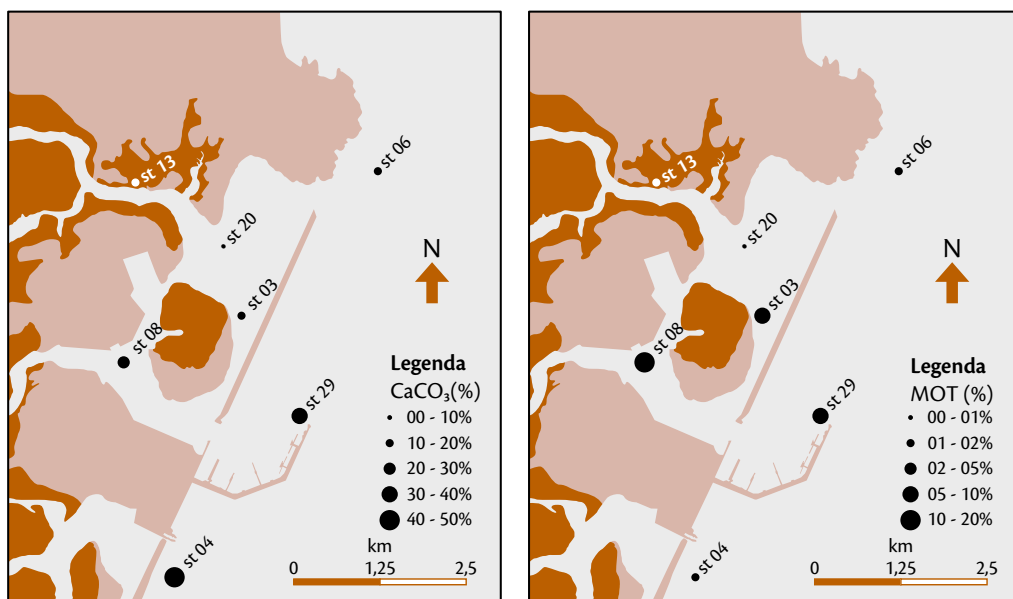 st 06
st 13
st 20
N
st 03
st 08
Legenda
CaCO₃(%)
00 - 10%
10 - 20%
20 - 30%
30 - 40%
40 - 50%
st 29
st 04
km
0 1,25 2,5
st 06
st 13
st 20
N
st 03
st 08
Legenda
MOT (%)
00 - 01%
01 - 02%
02 - 05%
05 - 10%
10 - 20%
st 29
st 04
km
0 1,25 2,5